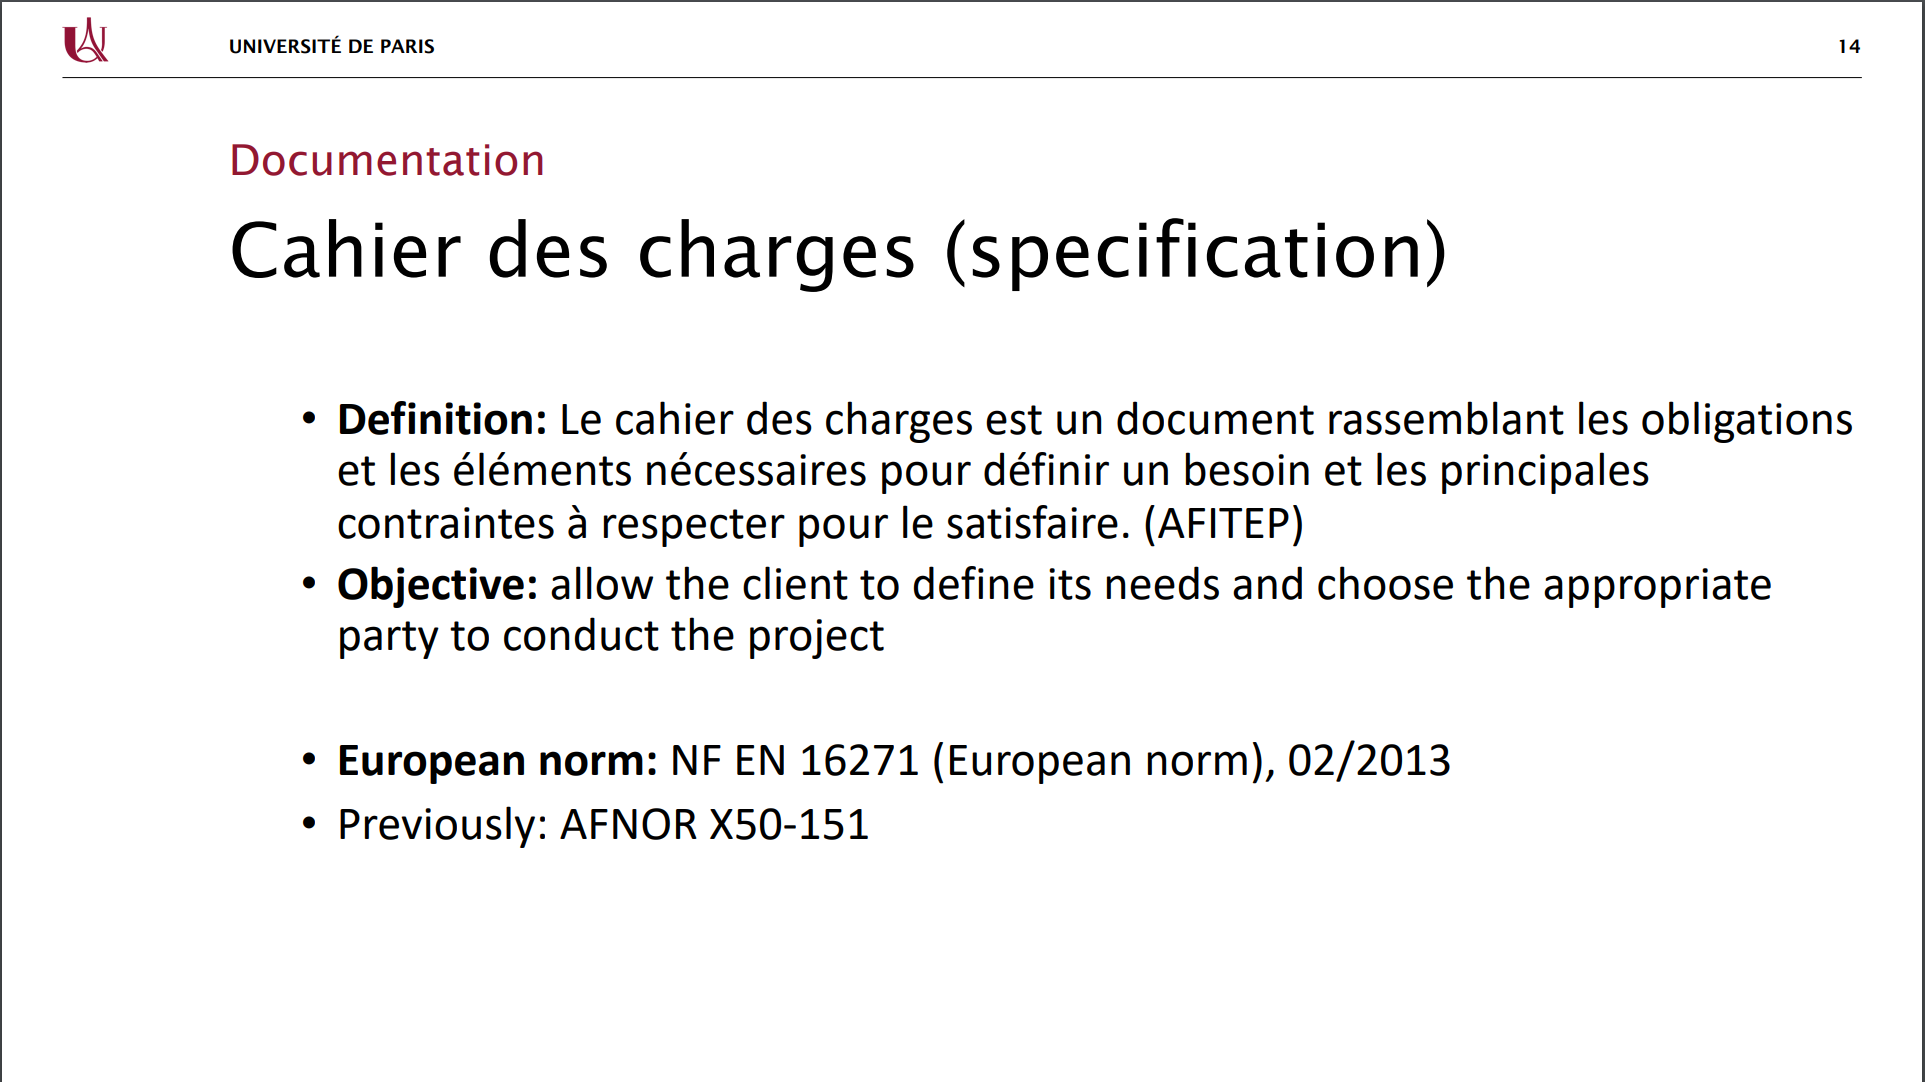 UNIVERSITÉ DE PARIS
14
Documentation
Cahier des charges (specification)
• Definition: Le cahier des charges est un document rassemblant les obligations
et les éléments nécessaires pour définir un besoin et les principales
contraintes à respecter pour le satisfaire. (AFITEP)
• Objective: allow the client to define its needs and choose the appropriate
party to conduct the project
• European norm: NF EN 16271 (European norm), 02/2013
• Previously: AFNOR X50-151